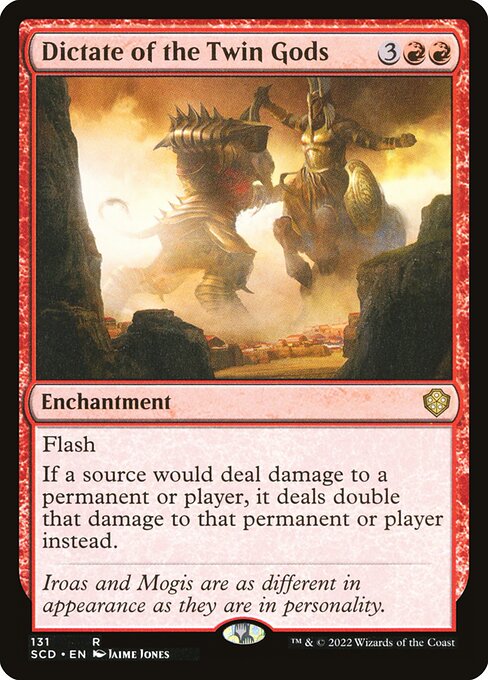 Dictate of the Twin Gods 3
Enchantment
Flash
If a source would deal damage to a
permanent or player, it deals double
that damage to that permanent or player
instead.
Iroas and Mogis are as different in
appearance as they are in personality.
131 R
SCD • EN Jaime Jones
™ & © 2022 Wizards of the Coast